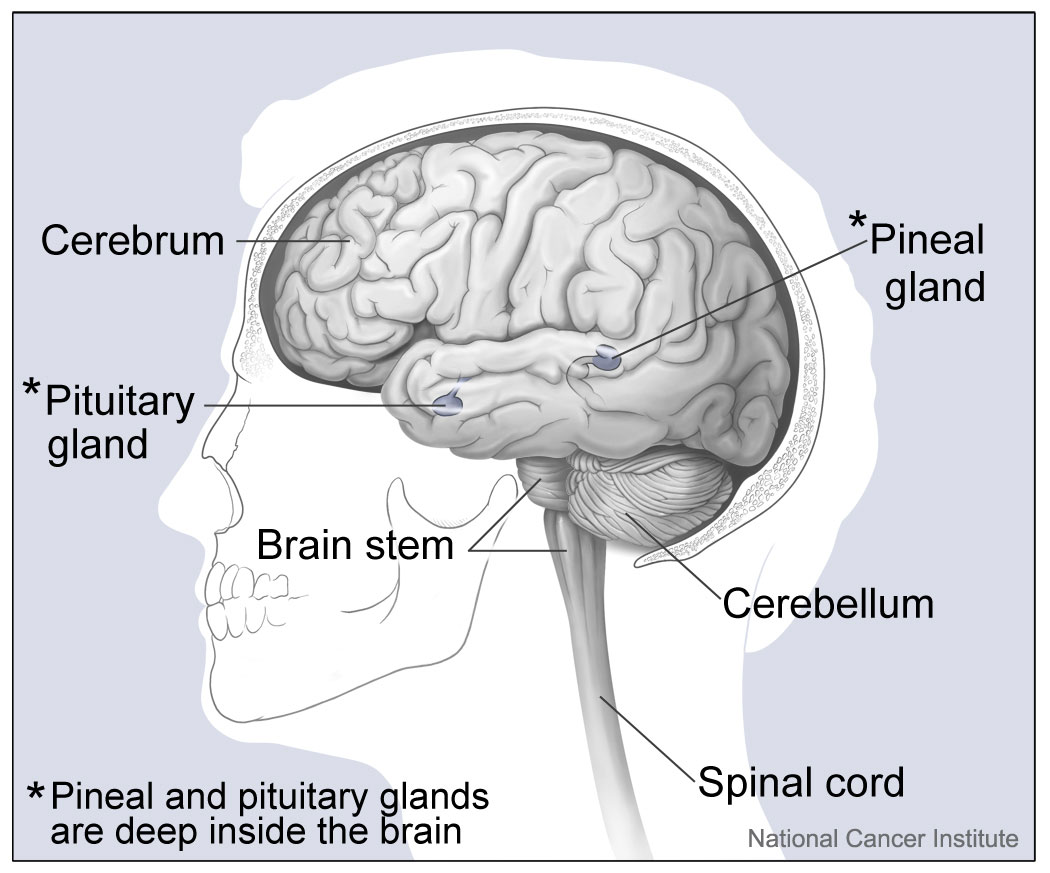 Cerebrum
*Pineal
gland
*Pituitary
gland
Brain stem
Cerebellum
Spinal cord
*Pineal and pituitary glands
are deep inside the brain
National Cancer Institute